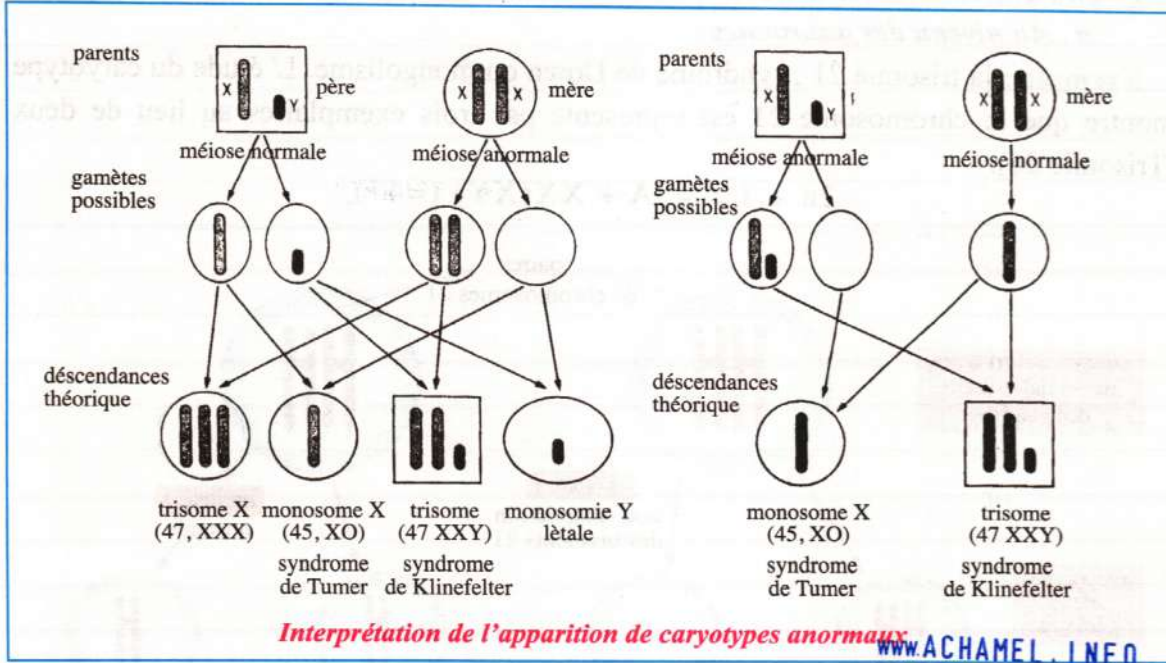 parents
X
Y
père
X
X
mère
méiose normale
méiose anormale
gamètes
possibles
déscendances
théorique
trisome X
(47, XXX)
monosome X
(45, XO)
syndrome
de Tumer
trisome
(47 XXY)
syndrome
de Klinefelter
monosomie Y
lètale
parents
X
Y
père
X
X
mère
méiose anormale
méiose normale
gamètes
possibles
déscendances
théorique
monosome X
(45, XO)
syndrome
de Tumer
trisome
(47 XXY)
syndrome
de Klinefelter
Interprétation de l'apparition de caryotypes anormaux
www.ACHAMEL.INFO